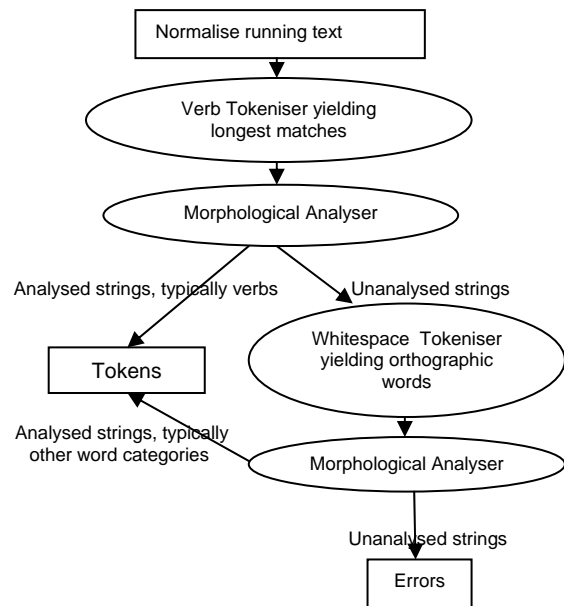 Normalise running text
Verb Tokeniser yielding
longest matches
Morphological Analyser
Analysed strings, typically verbs
Unanalysed strings
Whitespace Tokeniser
yielding orthographic
words
Tokens
Analysed strings, typically
other word categories
Morphological Analyser
Unanalysed strings
Errors